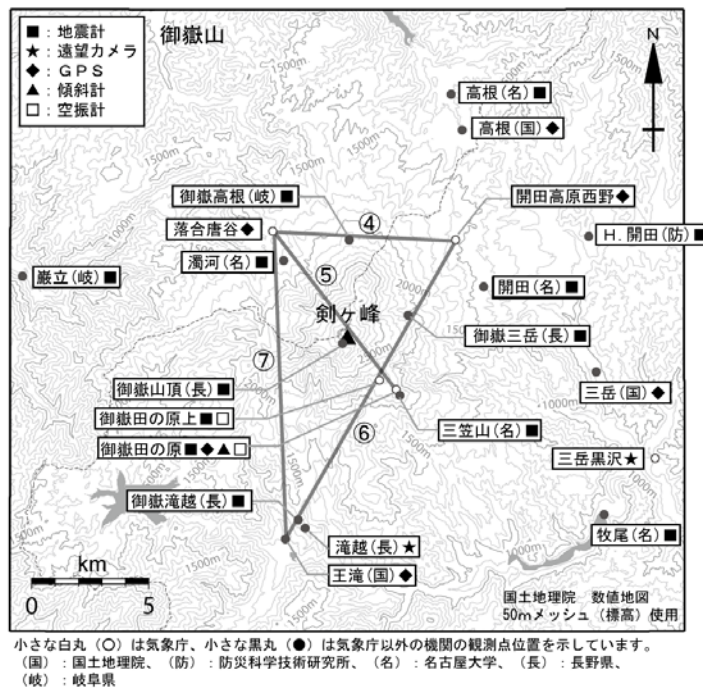 ■：地震計
★：遠望カメラ
◆：ＧＰＳ
▲：傾斜計
□：空振計
御嶽山
N
高根（名）■
高根（国）◆
1500m
1500m
御嶽高根（岐）■
④
開田高原西野◆
落合唐谷◆
H.開田（防）■
1000m
濁河（名）■
⑤
巌立（岐）■
開田（名）■
2000m
剣ヶ峰
御嶽三岳（長）■
⑦
2500m
2000m
三岳（国）◆
御嶽山頂（長）■
1000m
御嶽田の原上■□
三笠山（名）■
御嶽田の原■◆▲□
⑥
三岳黒沢★
御嶽滝越（長）■
牧尾（名）■
滝越（長）★
1000m
王滝（国）◆
km
0 5
1500m
国土地理院　数値地図
50mメッシュ（標高）使用
小さな白丸（○）は気象庁、小さな黒丸（●）は気象庁以外の機関の観測点位置を示しています。
（国）：国土地理院、（防）：防災科学技術研究所、（名）：名古屋大学、（長）：長野県、
（岐）：岐阜県